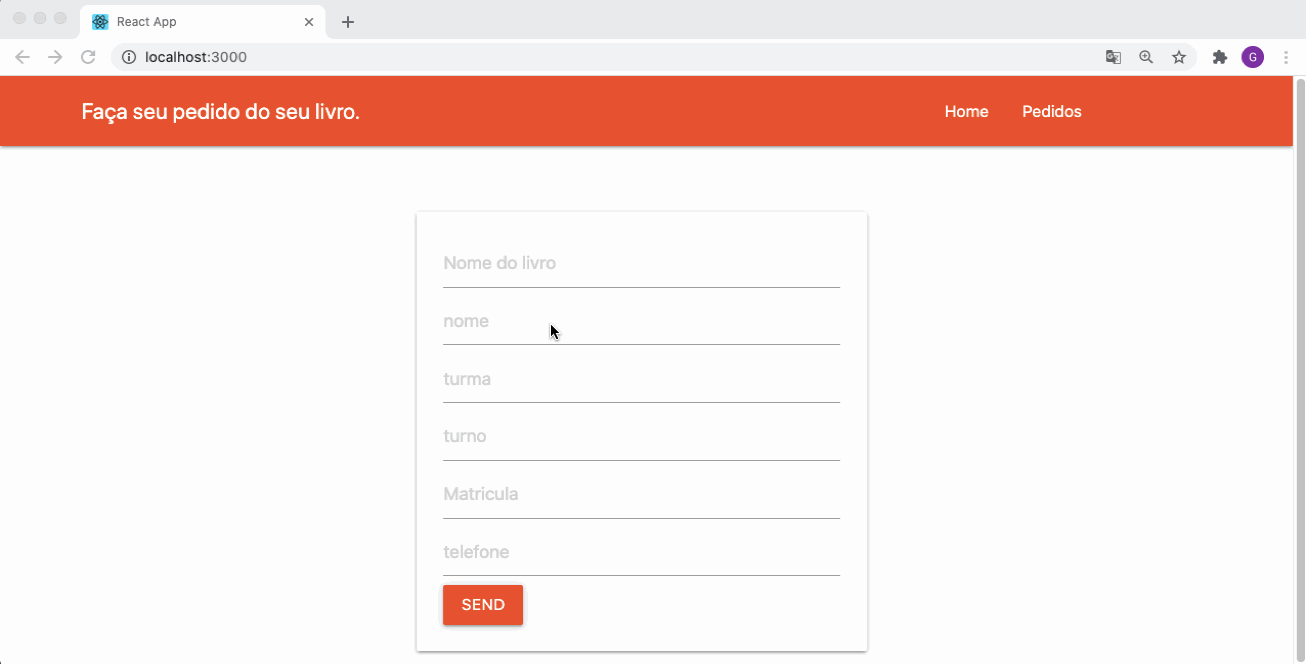 React App
localhost:3000
G
Faça seu pedido do seu livro.
Home
Pedidos
Nome do livro
nome
turma
turno
Matricula
telefone
SEND